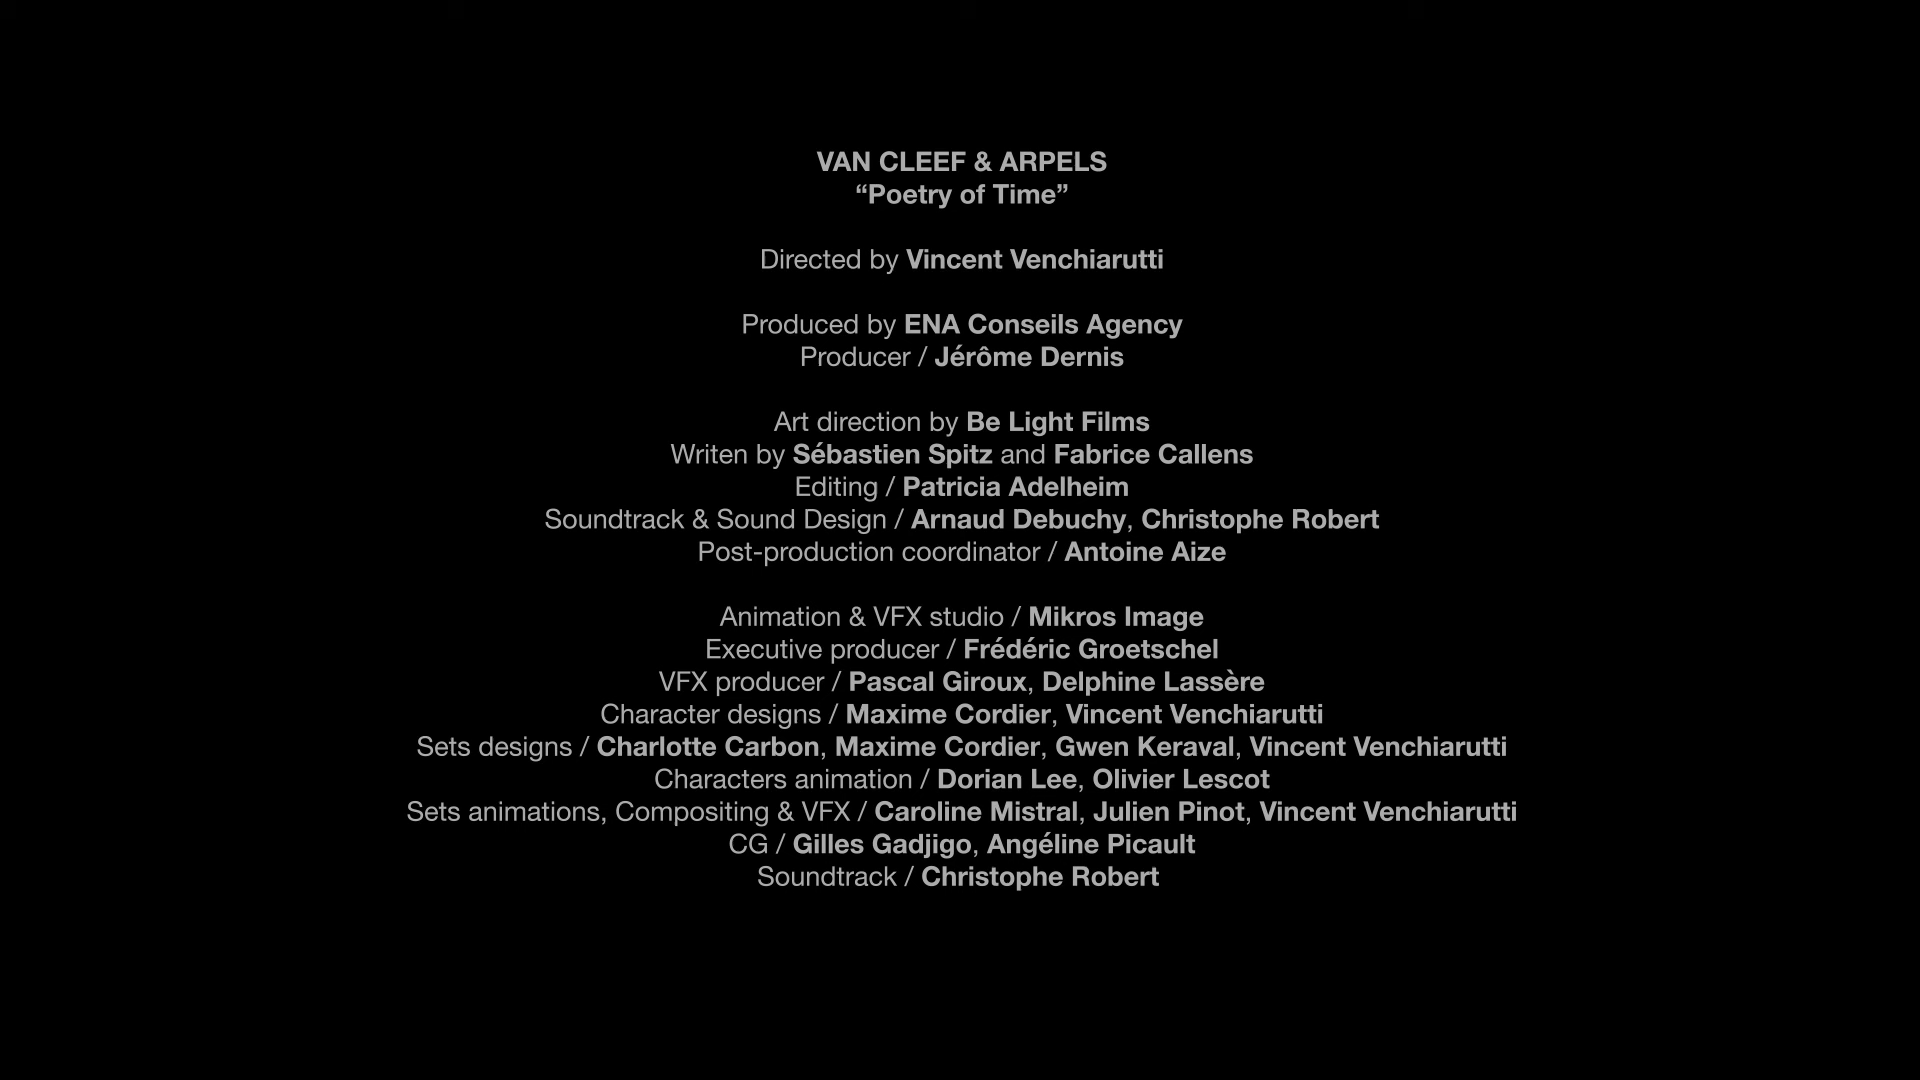 VAN CLEEF & ARPELS
“Poetry of Time”
Directed by Vincent Venchiarutti
Produced by ENA Conseils Agency
Producer / Jérôme Dernis
Art direction by Be Light Films
Writen by Sébastien Spitz and Fabrice Callens
Editing / Patricia Adelheim
Soundtrack & Sound Design / Arnaud Debuchy, Christophe Robert
Post-production coordinator / Antoine Aize
Animation & VFX studio / Mikros Image
Executive producer / Frédéric Groetschel
VFX producer / Pascal Giroux, Delphine Lassère
Character designs / Maxime Cordier, Vincent Venchiarutti
Sets designs / Charlotte Carbon, Maxime Cordier, Gwen Keraval, Vincent Venchiarutti
Characters animation / Dorian Lee, Olivier Lescot
Sets animations, Compositing & VFX / Caroline Mistral, Julien Pinot, Vincent Venchiarutti
CG / Gilles Gadjigo, Angéline Picault
Soundtrack / Christophe Robert